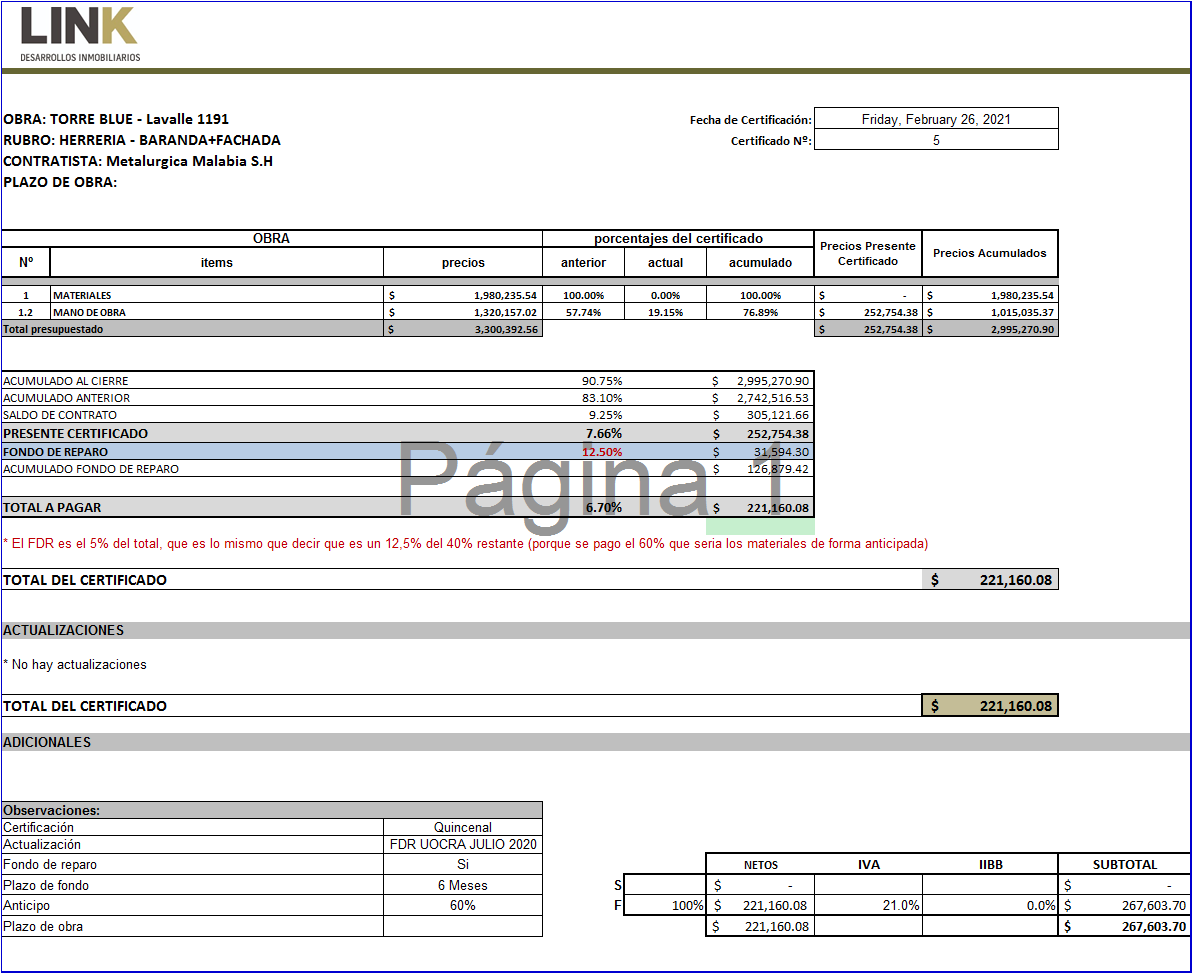 LINK
DESARROLLOS INMOBILIARIOS
OBRA: TORRE BLUE - Lavalle 1191
Fecha de Certificación: Friday, February 26, 2021
RUBRO: HERRERIA - BARANDA+FACHADA
Certificado Nº: 5
CONTRATISTA: Metalurgica Malabia S.H
PLAZO DE OBRA:
OBRA porcentajes del certificado Precios Presente Certificado Precios Acumulados
Nº items precios anterior actual acumulado
1 MATERIALES $ 1,980,235.54 100.00% 0.00% 100.00% $ - $ 1,980,235.54
1.2 MANO DE OBRA $ 1,320,157.02 57.74% 19.15% 76.89% $ 252,754.38 $ 1,015,035.37
Total presupuestado $ 3,300,392.56 $ 252,754.38 $ 2,995,270.90
ACUMULADO AL CIERRE 90.75% $ 2,995,270.90
ACUMULADO ANTERIOR 83.10% $ 2,742,516.53
SALDO DE CONTRATO 9.25% $ 305,121.66
PRESENTE CERTIFICADO 7.66% $ 252,754.38
FONDO DE REPARO 12.50% $ 31,594.30
ACUMULADO FONDO DE REPARO $ 126,879.42
Página 1
TOTAL A PAGAR 6.70% $ 221,160.08
* El FDR es el 5% del total, que es lo mismo que decir que es un 12,5% del 40% restante (porque se pago el 60% que seria los materiales de forma anticipada)
TOTAL DEL CERTIFICADO $ 221,160.08
ACTUALIZACIONES
* No hay actualizaciones
TOTAL DEL CERTIFICADO $ 221,160.08
ADICIONALES
Observaciones:
Certificación Quincenal
Actualización FDR UOCRA JULIO 2020
Fondo de reparo Si
Plazo de fondo 6 Meses
Anticipo 60%
Plazo de obra
NETOS IVA IIBB SUBTOTAL
S $ - $ -
F 100% $ 221,160.08 21.0% 0.0% $ 267,603.70
$ 221,160.08 $ 267,603.70